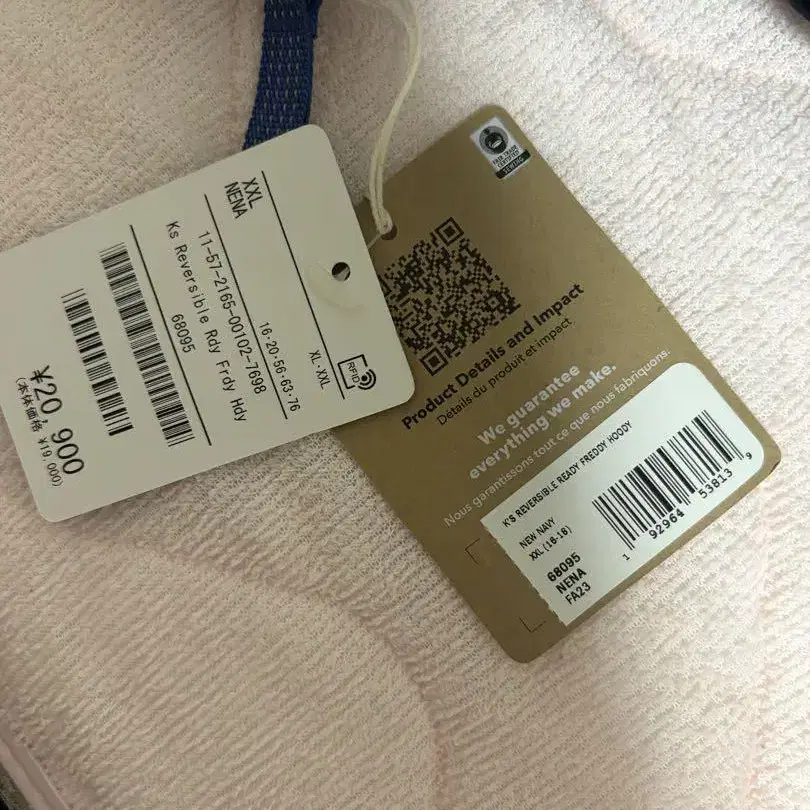 XXL
NENA
XL·XXL
16-20-56-63-76
11-57-2165-00102-7698
Ks Reversible Rdy Frdy Hdy
68095
RFID
¥20,900
(本体価格 ¥19,000)
FAIR TRADE
CERTIFIED
SEWING
Product Details and Impact
Détails du produit et impact
We guarantee
everything we make.
Nous garantissons tout ce que nous fabriquons.
K'S REVERSIBLE READY FREDDY HOODY
NEW NAVY
XXL (16-18)
68095
NENA
FA23
1 92964 53813 9